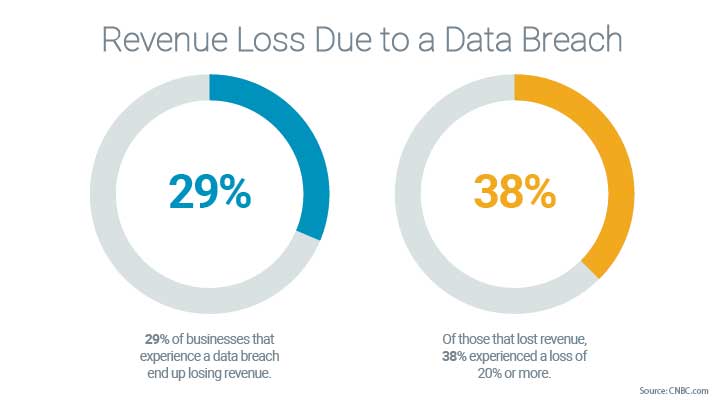 Revenue Loss Due to a Data Breach
29%
38%
29% of businesses that
experience a data breach
end up losing revenue.
Of those that lost revenue,
38% experienced a loss of
20% or more.
Source: CNBC.com